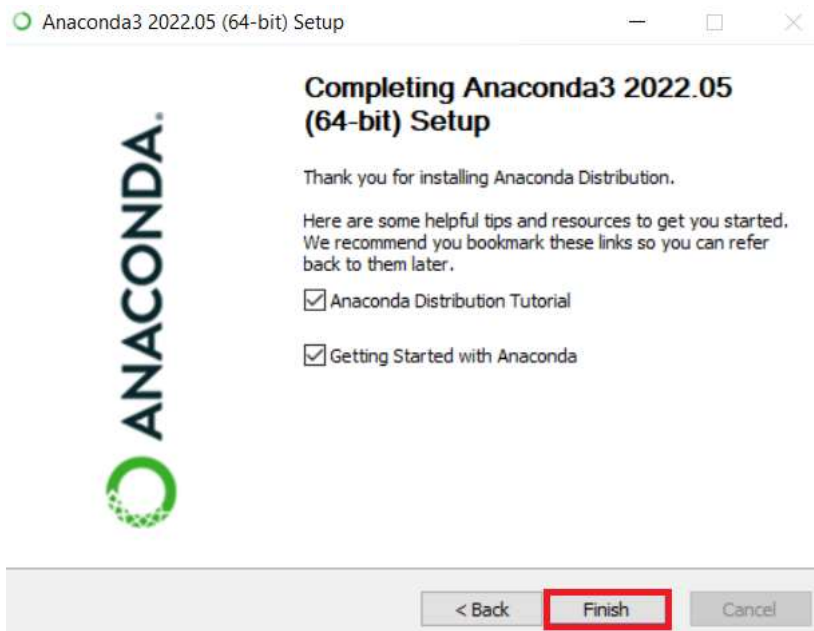 Anaconda3 2022.05 (64-bit) Setup
ANACONDA.
Completing Anaconda3 2022.05
(64-bit) Setup
Thank you for installing Anaconda Distribution.
Here are some helpful tips and resources to get you started.
We recommend you bookmark these links so you can refer
back to them later.
Anaconda Distribution Tutorial
Getting Started with Anaconda
< Back
Finish
Cancel